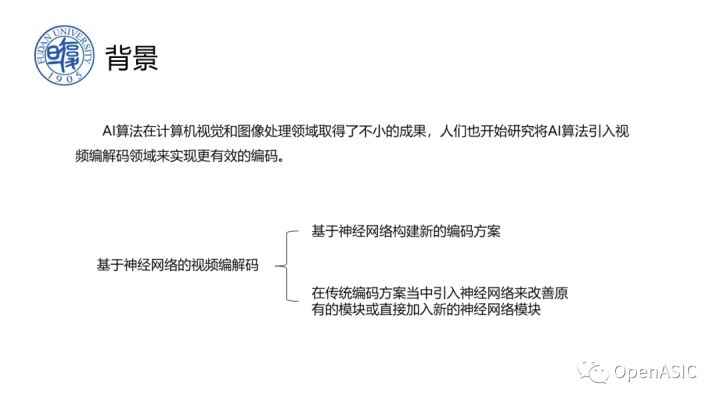 FUDAN UNIVERSITY
1905
背景
AI算法在计算机视觉和图像处理领域取得了不小的成果，人们也开始研究将AI算法引入视
频编解码领域来实现更有效的编码。
基于神经网络构建新的编码方案
基于神经网络的视频编解码
在传统编码方案当中引入神经网络来改善原
有的模块或直接加入新的神经网络模块
OpenASIC